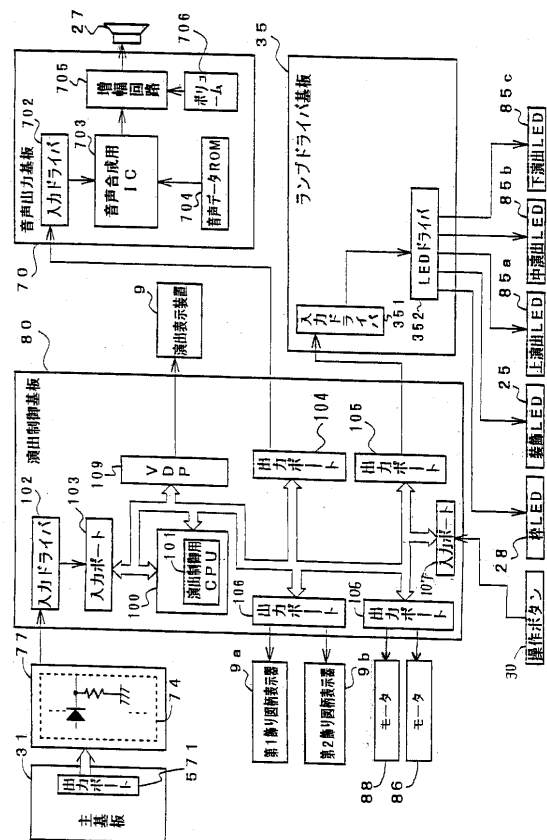 主基板
31
出力ポート
571
77
74
演出制御基板
80
入力ドライバ
102
入力ポート
103
VDP
109
演出制御用
CPU
101
100
出力ポート
106
出力ポート
106
出力ポート
104
出力ポート
105
入力ポート
107
演出表示装置
9
第1飾り図柄表示器
9a
第2飾り図柄表示器
9b
モータ
88
モータ
86
音声出力基板
70
入力ドライバ
702
音声合成用
IC
703
音声データROM
704
増幅回路
705
ボリューム
706
27
ランプドライバ基板
35
入力ドライバ
351
LEDドライバ
352
操作ボタン
30
枠LED
28
装飾LED
25
上演出LED
85a
中演出LED
85b
下演出LED
85c